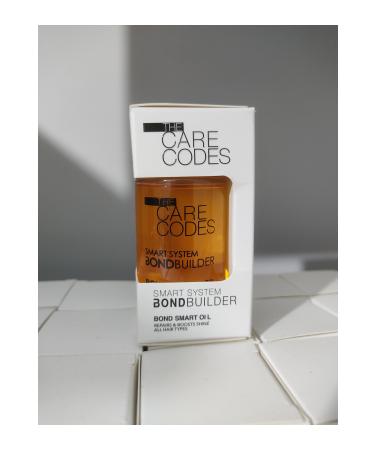 THE
CARE
CODES
THE
CARE
CODES
SMART SYSTEM
BONDBUILDER
SMART SYSTEM
BONDBUILDER
BOND SMART OIL
REPAIRS & BOOSTS SHINE
ALL HAIR TYPES